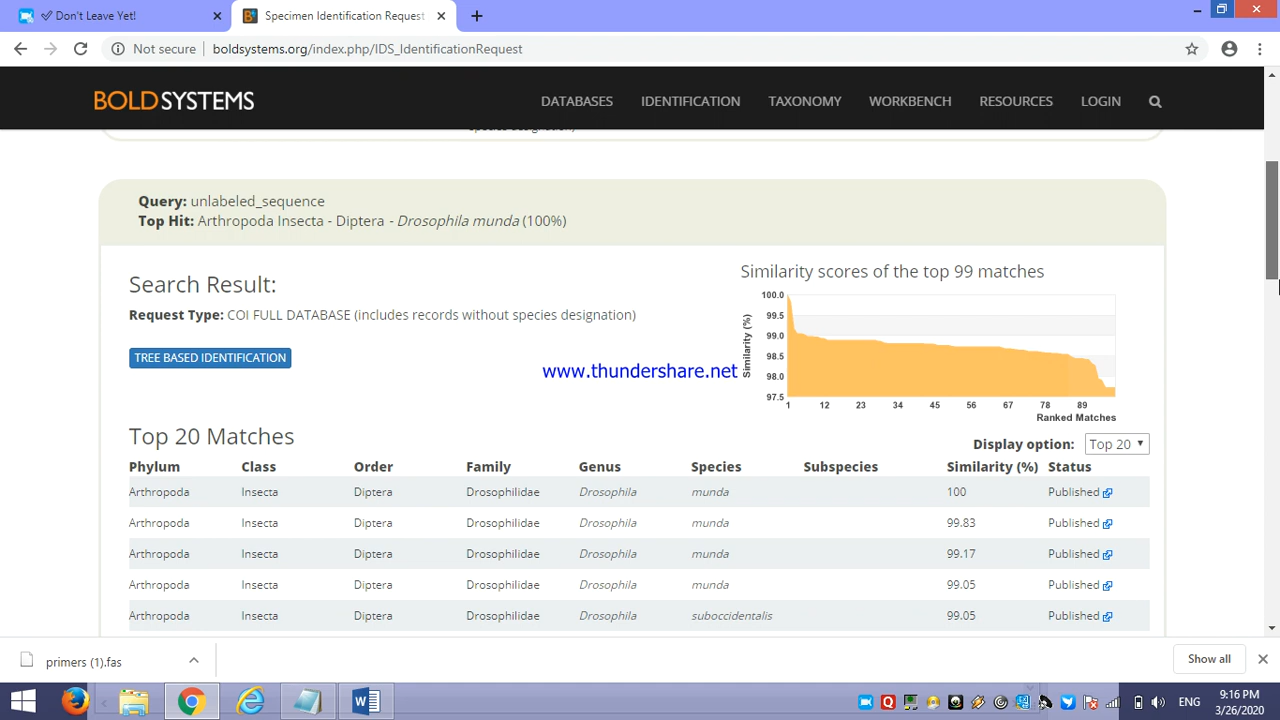 ✓ Don't Leave Yet!
Specimen Identification Request
Not secure
boldsystems.org/index.php/IDS_IdentificationRequest
BOLDSYSTEMS
DATABASES IDENTIFICATION TAXONOMY WORKBENCH RESOURCES LOGIN
species designation)
Query: unlabeled_sequence
Top Hit: Arthropoda Insecta - Diptera - Drosophila munda (100%)
Search Result:
Request Type: COI FULL DATABASE (includes records without species designation)
TREE BASED IDENTIFICATION
Similarity scores of the top 99 matches
Similarity (%)
100.0
99.5
99.0
98.5
98.0
97.5
1 12 23 34 45 56 67 78 89
Ranked Matches
www.thundershare.net
Top 20 Matches
Display option: Top 20
Phylum Class Order Family Genus Species Subspecies Similarity (%) Status
Arthropoda Insecta Diptera Drosophilidae Drosophila munda 100 Published
Arthropoda Insecta Diptera Drosophilidae Drosophila munda 99.83 Published
Arthropoda Insecta Diptera Drosophilidae Drosophila munda 99.17 Published
Arthropoda Insecta Diptera Drosophilidae Drosophila munda 99.05 Published
Arthropoda Insecta Diptera Drosophilidae Drosophila suboccidentalis 99.05 Published
primers (1).fas
Show all
ENG
9:16 PM
3/26/2020